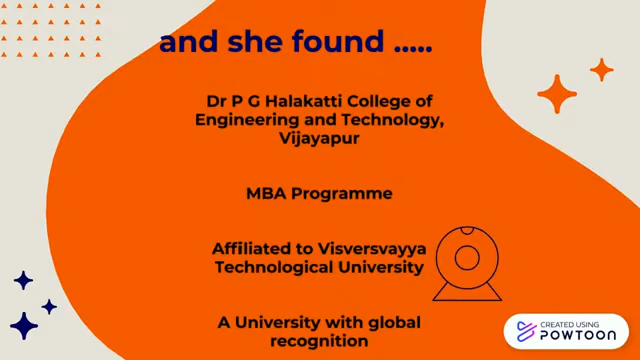 and she found .....
Dr P G Halakatti College of
Engineering and Technology,
Vijayapur
MBA Programme
Affiliated to Visversvayya
Technological University
A University with global
recognition
CREATED USING
POWTOON